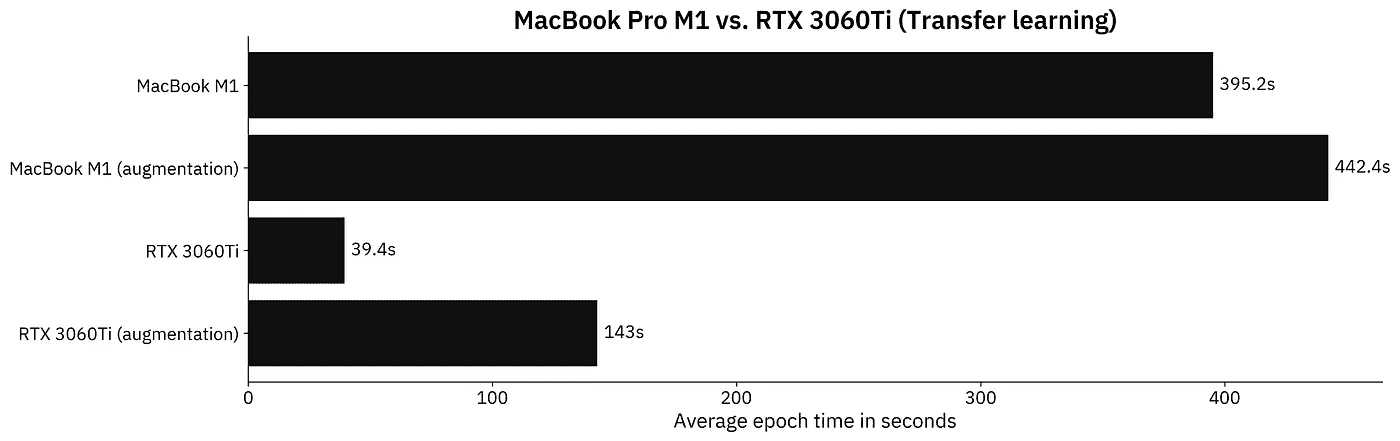 MacBook Pro M1 vs. RTX 3060Ti (Transfer learning)
MacBook M1 395.2s
MacBook M1 (augmentation) 442.4s
RTX 3060Ti 39.4s
RTX 3060Ti (augmentation) 143s
0 100 200 300 400
Average epoch time in seconds